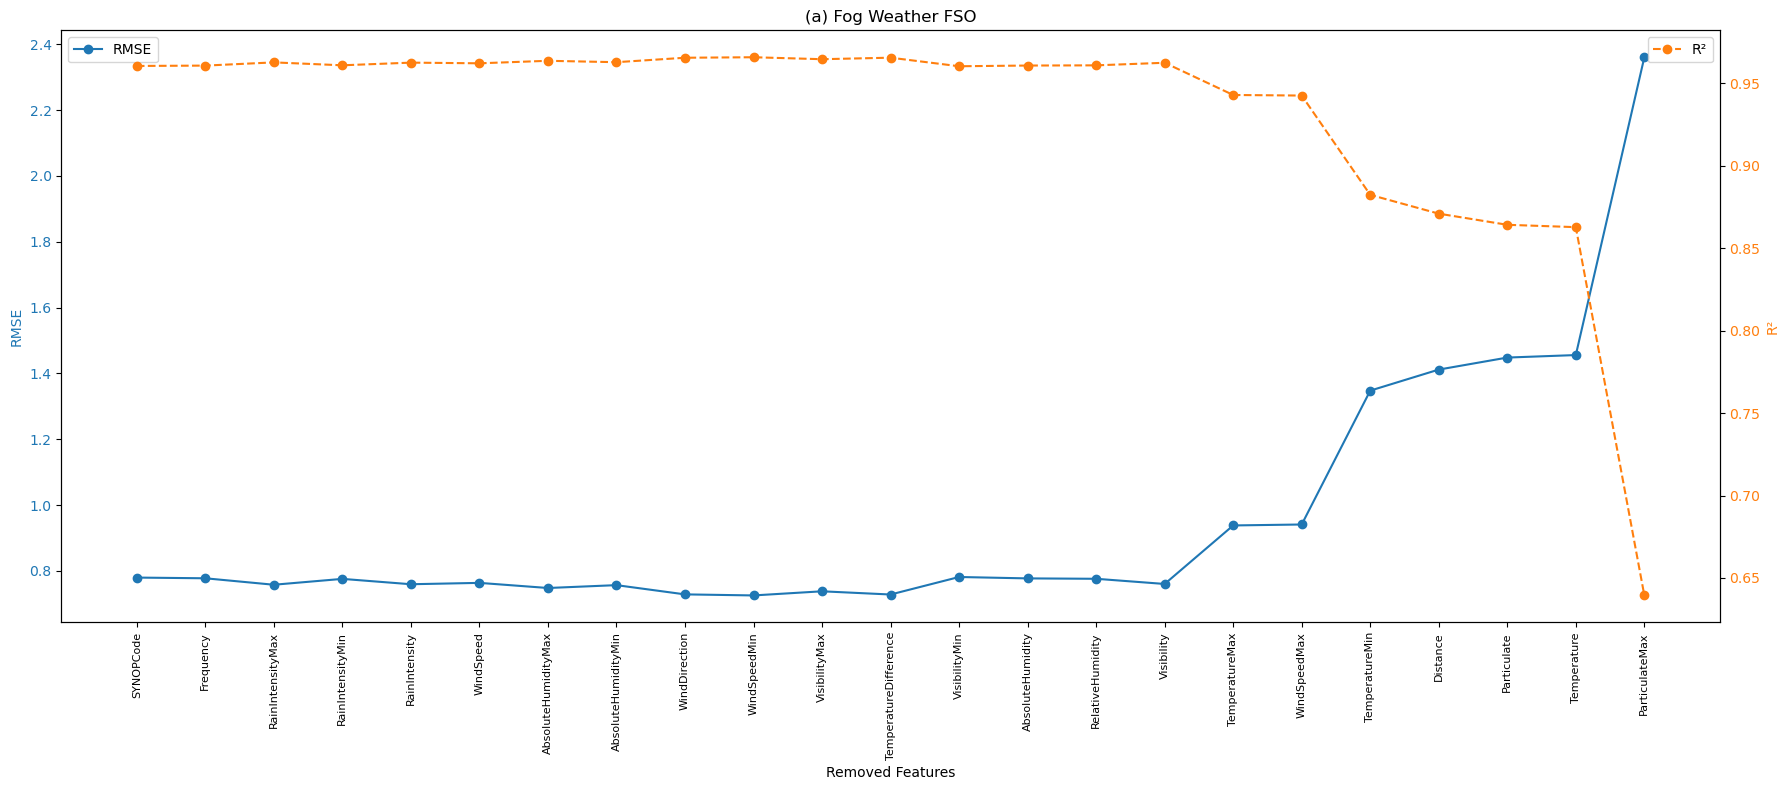 (a) Fog Weather FSO
RMSE
R²
2.4
2.2
2.0
1.8
1.6
1.4
1.2
1.0
0.8
RMSE
0.95
0.90
0.85
0.80
0.75
0.70
0.65
R²
SYNOPCode
Frequency
RainIntensityMax
RainIntensityMin
RainIntensity
WindSpeed
AbsoluteHumidityMax
AbsoluteHumidityMin
WindDirection
WindSpeedMin
VisibilityMax
TemperatureDifference
VisibilityMin
AbsoluteHumidity
RelativeHumidity
Visibility
TemperatureMax
WindSpeedMax
TemperatureMin
Distance
Particulate
Temperature
ParticulateMax
Removed Features